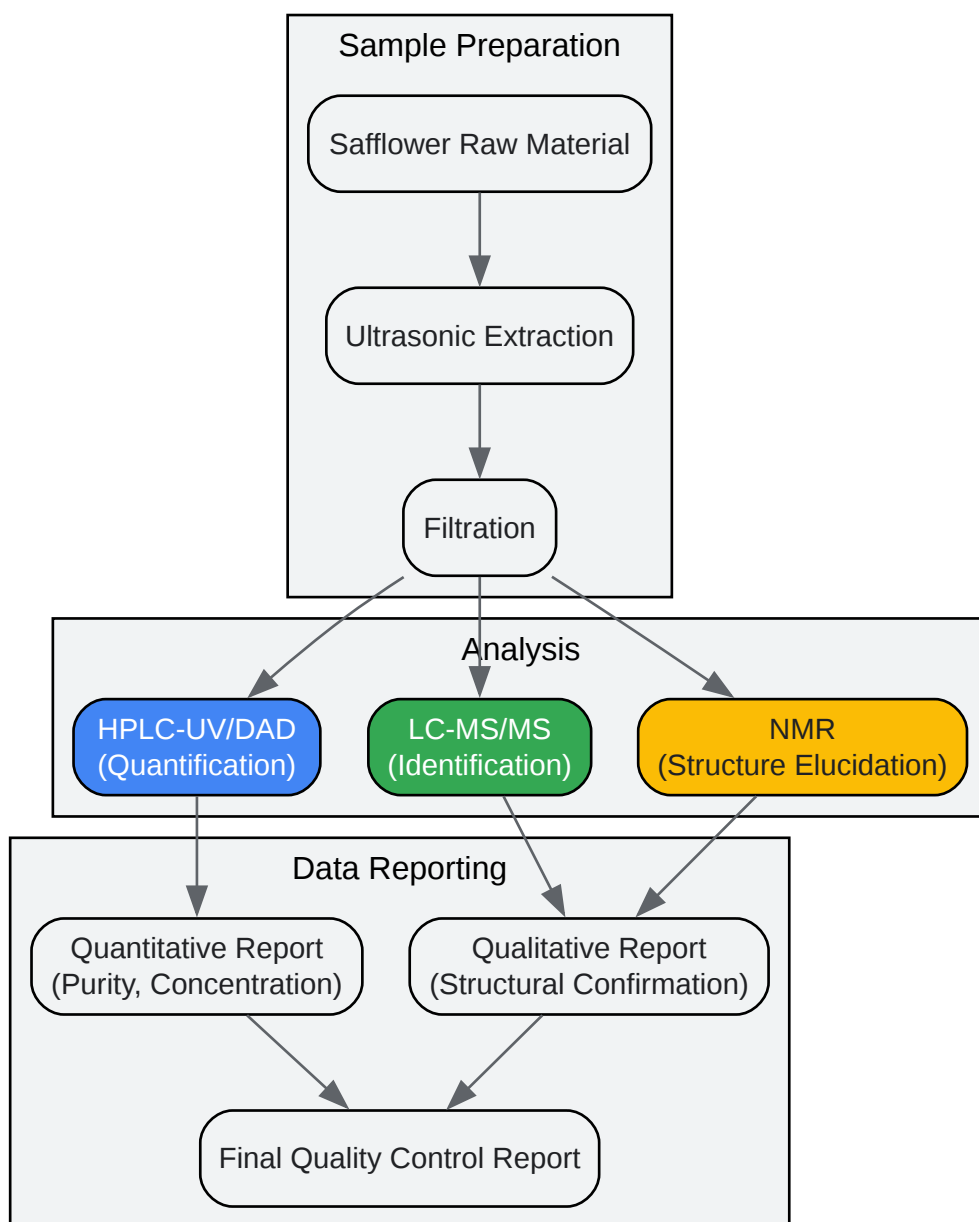 Sample Preparation
Safflower Raw Material
Ultrasonic Extraction
Filtration
Analysis
HPLC-UV/DAD
(Quantification)
LC-MS/MS
(Identification)
NMR
(Structure Elucidation)
Data Reporting
Quantitative Report
(Purity, Concentration)
Qualitative Report
(Structural Confirmation)
Final Quality Control Report